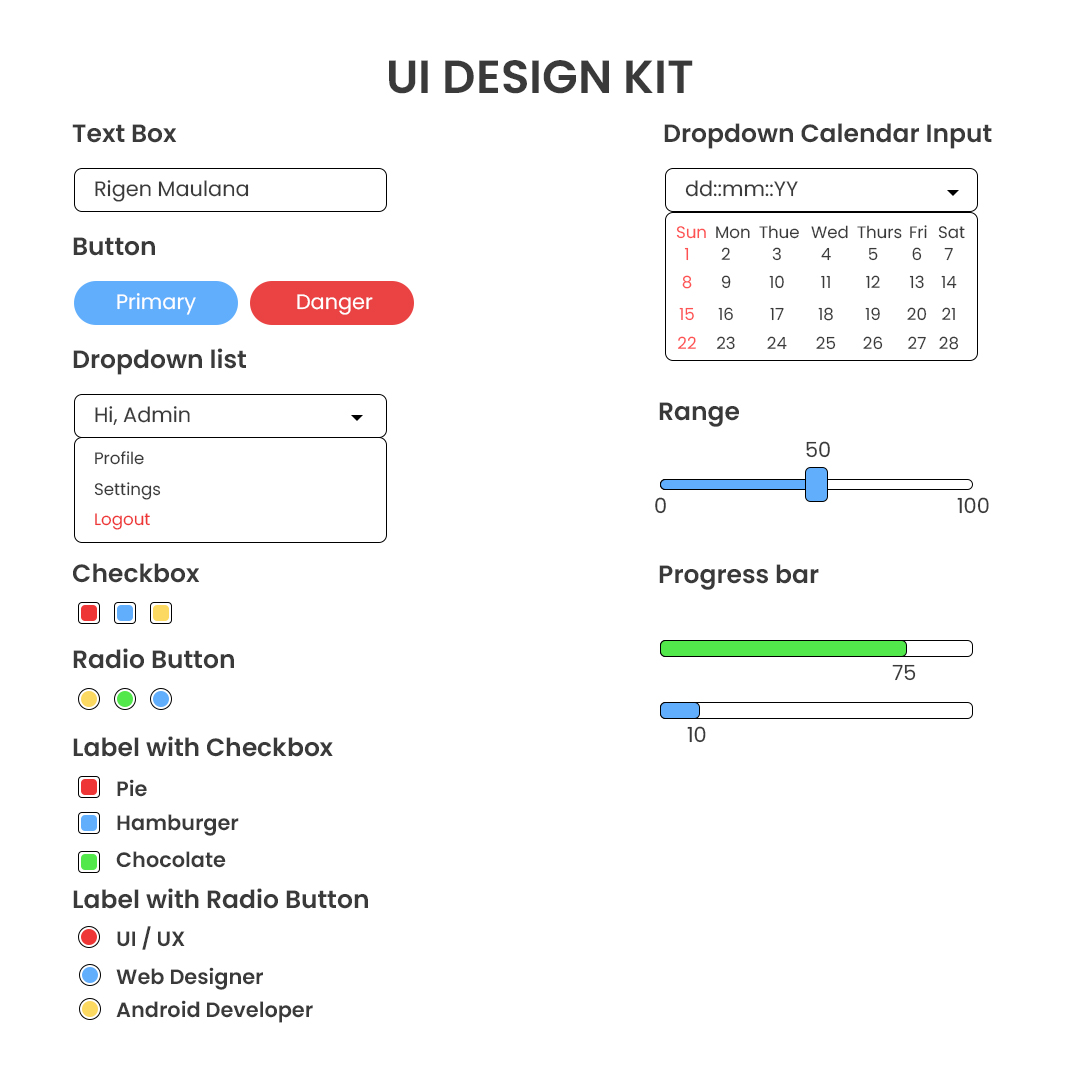 UI DESIGN KIT
Text Box
Rigen Maulana
Button
Primary Danger
Dropdown list
Hi, Admin
Profile
Settings
Logout
Checkbox
Radio Button
Label with Checkbox
Pie
Hamburger
Chocolate
Label with Radio Button
UI / UX
Web Designer
Android Developer
Dropdown Calendar Input
dd::mm::YY
Sun Mon Thue Wed Thurs Fri Sat
1 2 3 4 5 6 7
8 9 10 11 12 13 14
15 16 17 18 19 20 21
22 23 24 25 26 27 28
Range
50
0 100
Progress bar
75
10